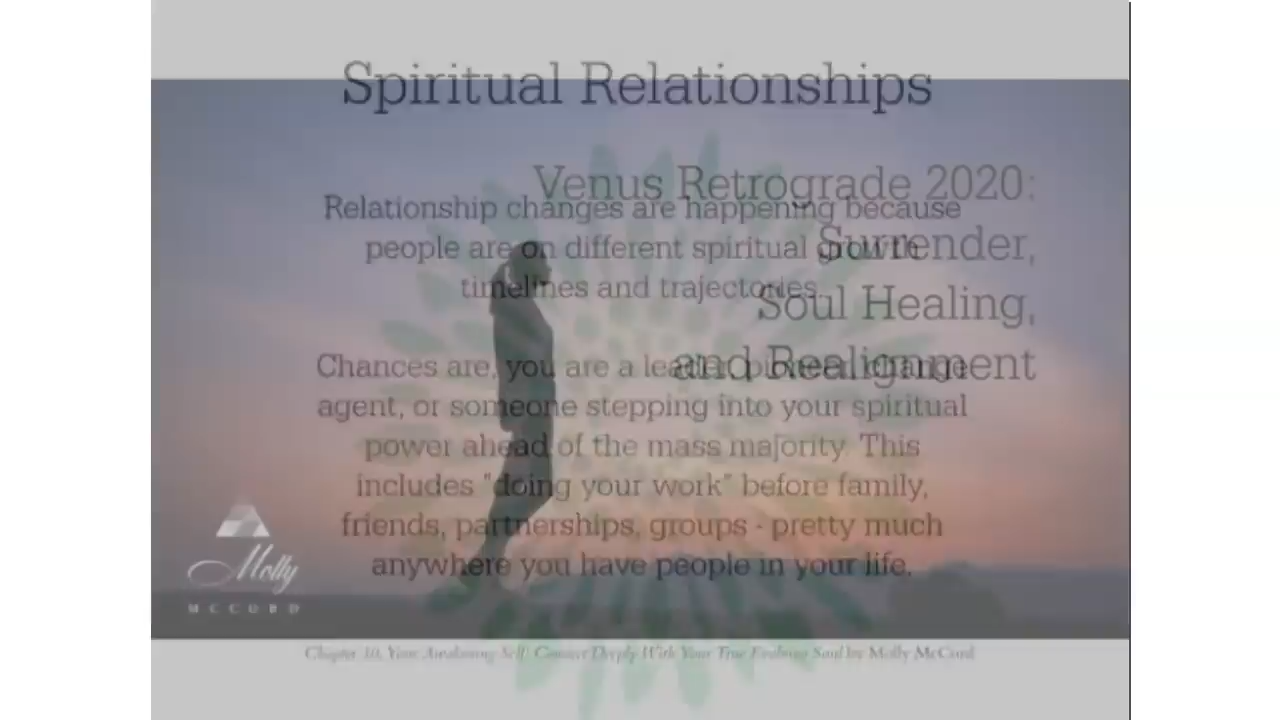 Spiritual Relationships
Venus Retrograde 2020:
Surrender,
Soul Healing,
and Realignment
Relationship changes are happening because
people are on different spiritual growth
timelines and trajectories.
Chances are, you are a leader, pioneer, change
agent, or someone stepping into your spiritual
power ahead of the mass majority. This
includes "doing your work" before family,
friends, partnerships, groups - pretty much
anywhere you have people in your life.
Molly
MCCORD
Chapter 10, Your Awakening Self: Connect Deeply With Your True Evolving Soul by Molly McCord